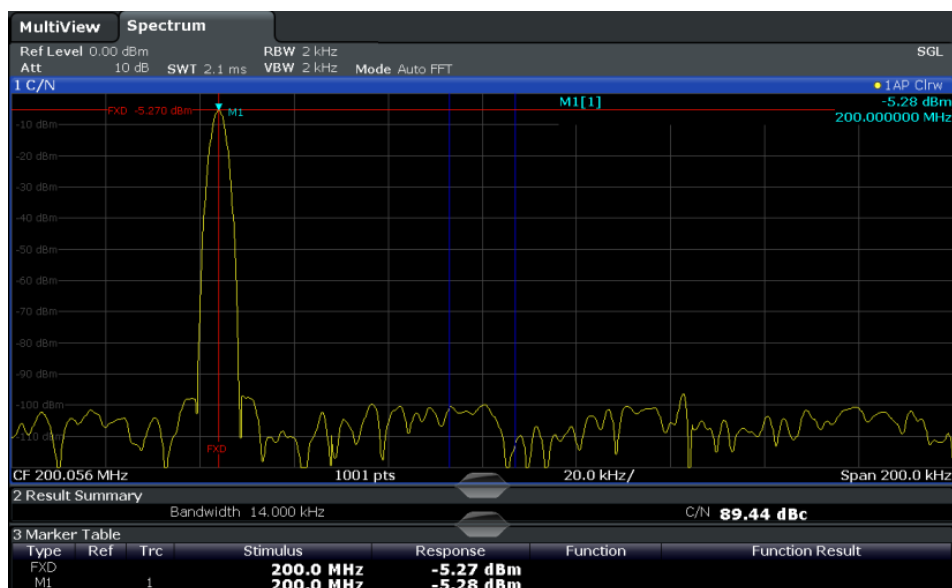 MultiView Spectrum
Ref Level 0.00 dBm RBW 2 kHz SGL
Att 10 dB SWT 2.1 ms VBW 2 kHz Mode Auto FFT
1 C/N 1AP Clrw
FXD -5.270 dBm M1 M1[1] -5.28 dBm
200.000000 MHz
-10 dBm
-20 dBm
-30 dBm
-40 dBm
-50 dBm
-60 dBm
-70 dBm
-80 dBm
-90 dBm
-100 dBm
-110 dBm
FXD
CF 200.056 MHz 1001 pts 20.0 kHz/ Span 200.0 kHz
2 Result Summary
Bandwidth 14.000 kHz C/N 89.44 dBc
3 Marker Table
Type Ref Trc Stimulus Response Function Function Result
FXD 200.0 MHz -5.27 dBm
M1 1 200.0 MHz -5.28 dBm